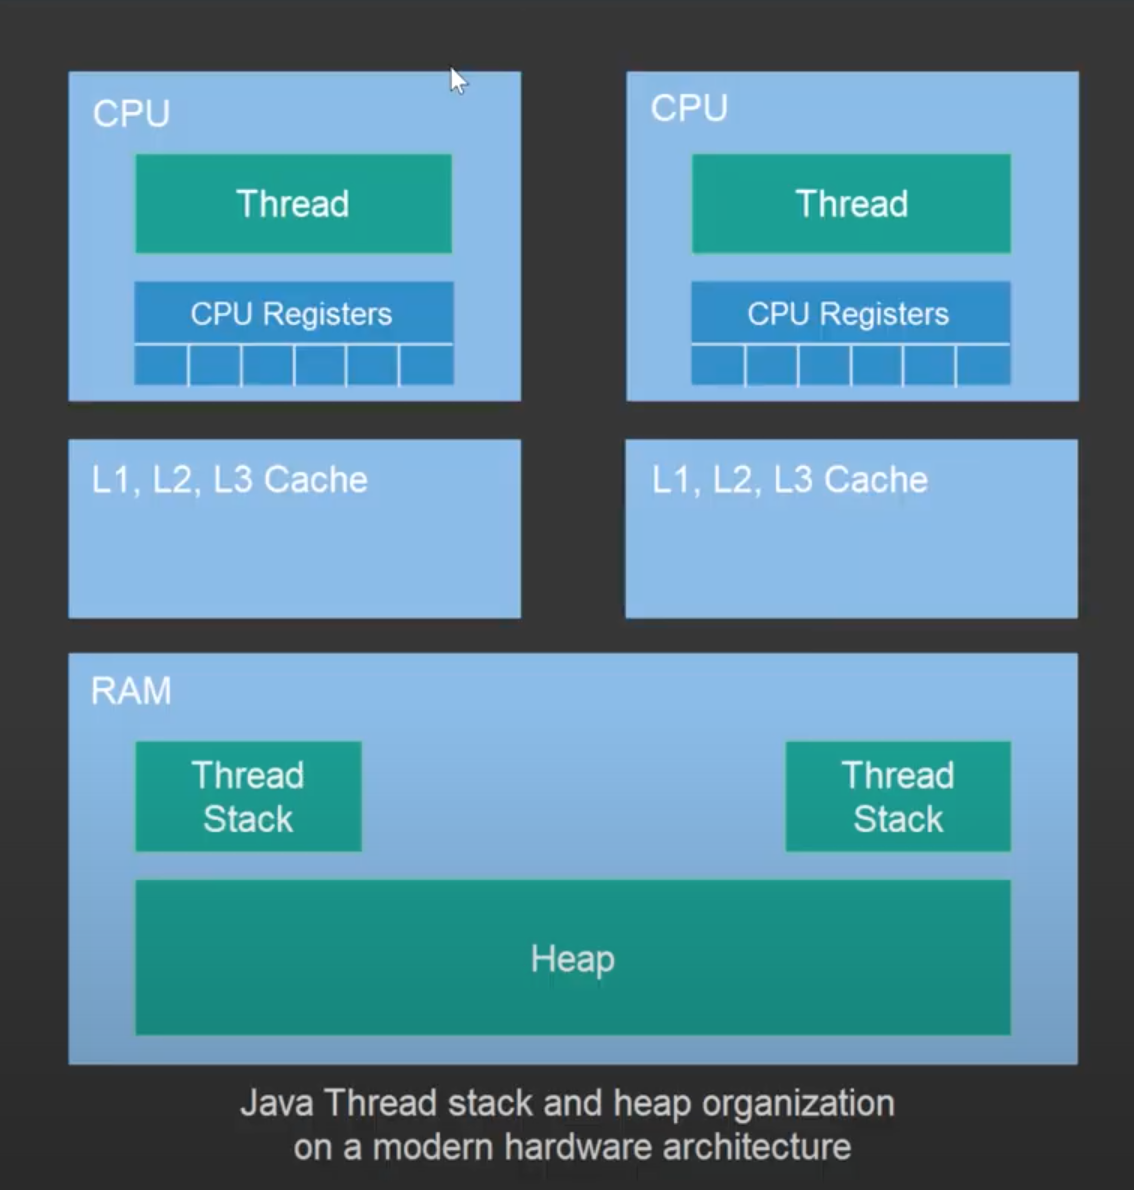 CPU
Thread
CPU Registers
CPU
Thread
CPU Registers
L1, L2, L3 Cache
L1, L2, L3 Cache
RAM
Thread
Stack
Thread
Stack
Heap
Java Thread stack and heap organization
on a modern hardware architecture